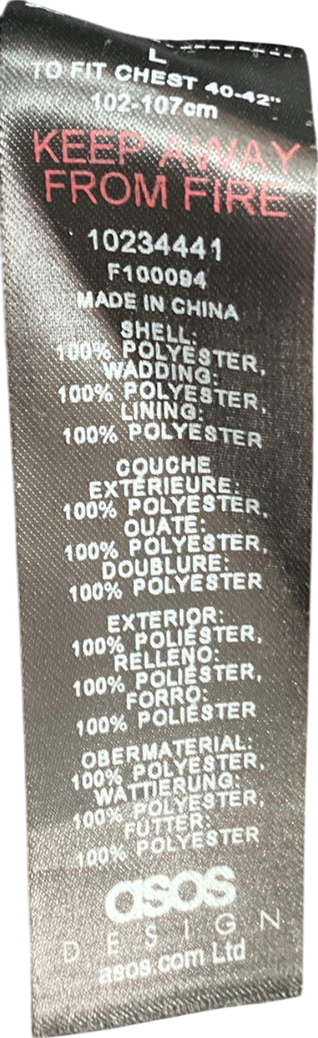 L
TO FIT CHEST 40-42"
102-107cm
KEEP AWAY
FROM FIRE
10234441
F100094
MADE IN CHINA
SHELL:
100% POLYESTER,
WADDING:
100% POLYESTER,
LINING:
100% POLYESTER
COUCHE
EXTÉRIEURE:
100% POLYESTER,
OUATE:
100% POLYESTER,
DOUBLURE:
100% POLYESTER
EXTERIOR:
100% POLIÉSTER,
RELLENO:
100% POLIÉSTER,
FORRO:
100% POLIÉSTER
OBERMATERIAL:
100% POLYESTER,
WATTIERUNG:
100% POLYESTER,
FUTTER:
100% POLYESTER
asos
DESIGN
asos.com Ltd